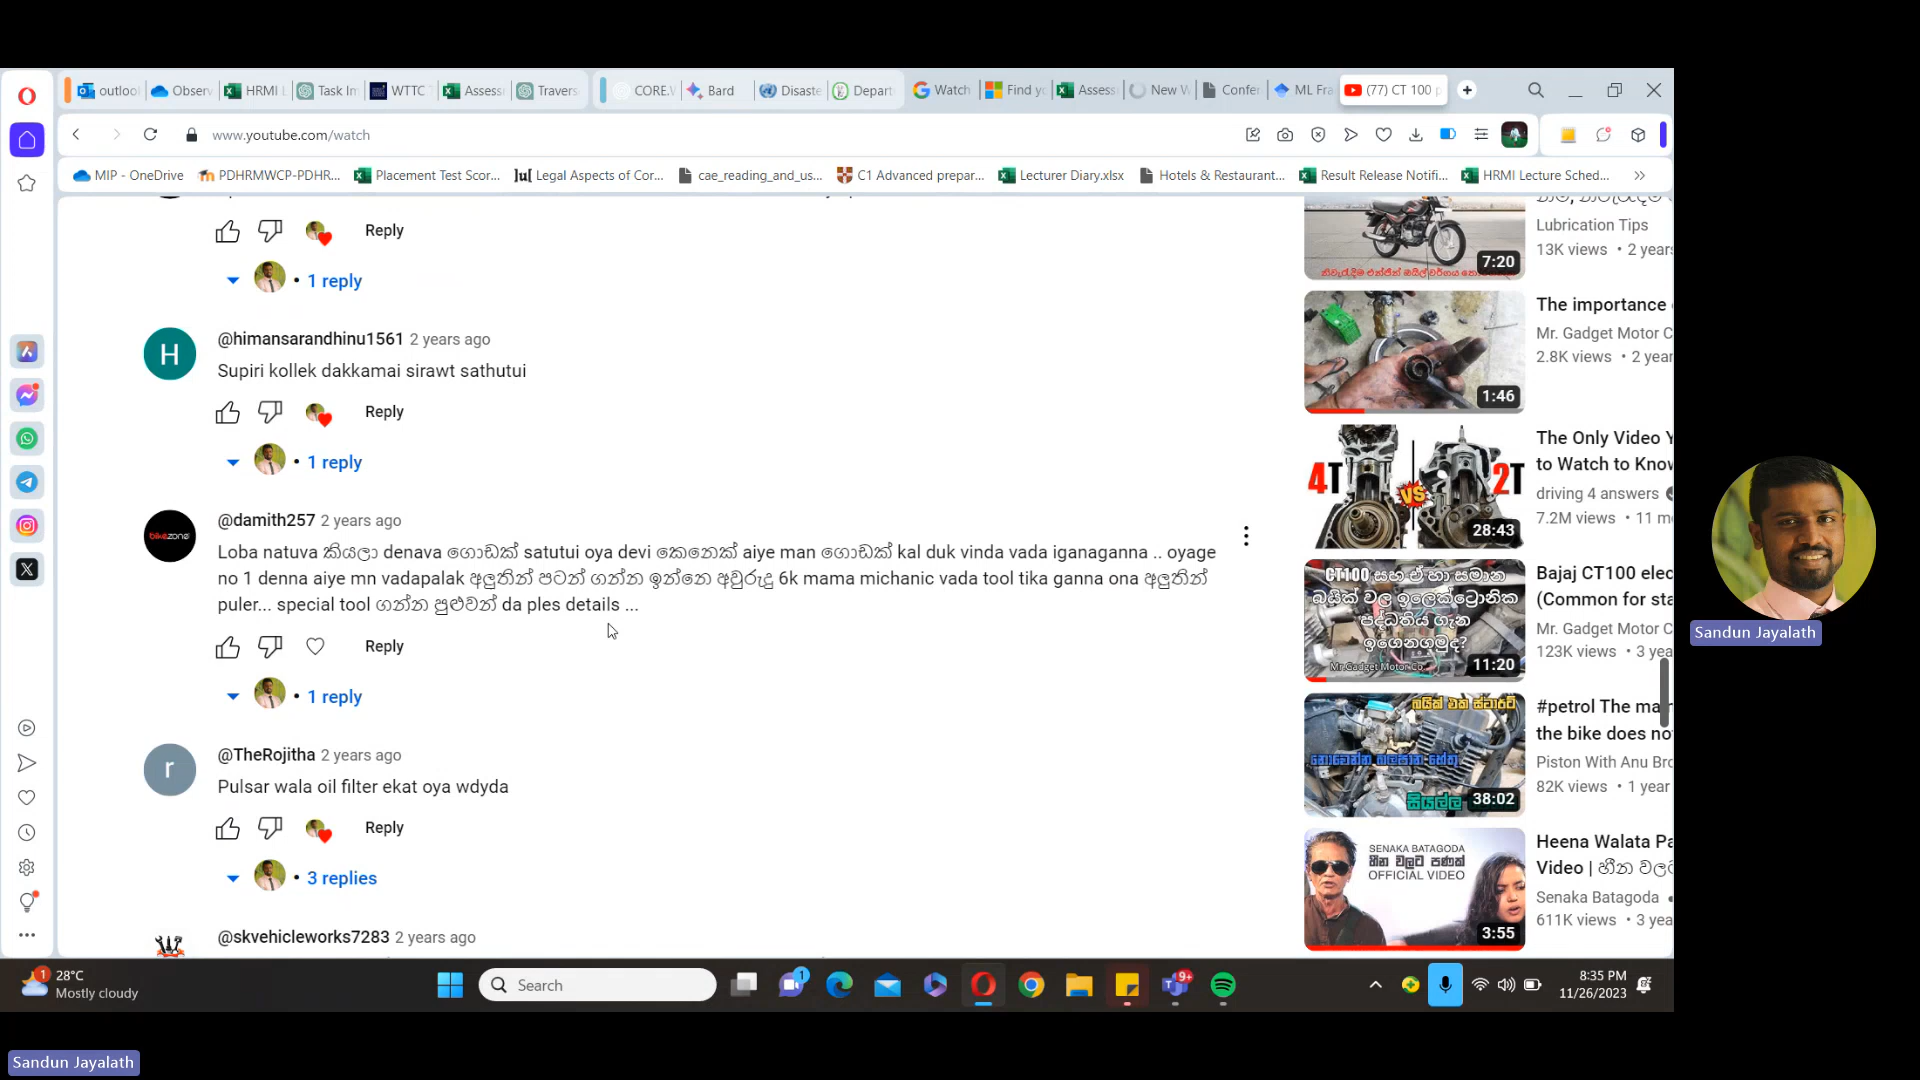 outloo
Observ
HRMI L
Task Im
WTTC
Assess
Travers
CORE.V
Bard
Disaste
Depart
Watch
Find yo
Assess
New V
Confer
ML Fra
(77) CT 100 p
www.youtube.com/watch
MIP - OneDrive
PDHRMWCP-PDHR...
Placement Test Scor...
Legal Aspects of Cor...
cae_reading_and_us...
C1 Advanced prepar...
Lecturer Diary.xlsx
Hotels & Restaurant...
Result Release Notifi...
HRMI Lecture Sched...
Reply
1 reply
@himansarandhinu1561 2 years ago
H
Supiri kollek dakkamai sirawt sathutui
Reply
1 reply
@damith257 2 years ago
bikezone
Loba natuva කියලා denava ගොඩක් satutui oya devi කෙනෙක් aiye man ගොඩක් kal duk vinda vada iganaganna .. oyage
no 1 denna aiye mn vadapalak අලුතින් පටන් ගන්න ඉන්නෙ අවුරුදු 6k mama michanic vada tool tika ganna ona අලුතින්
puler... special tool ගන්න පුළුවන් da ples details ...
Reply
1 reply
@TheRojitha 2 years ago
r
Pulsar wala oil filter ekat oya wdyda
Reply
3 replies
@skvehicleworks7283 2 years ago
Lubrication Tips
13K views • 2 years
7:20
The importance
Mr. Gadget Motor C
2.8K views • 2 year
1:46
4T VS 2T
28:43
The Only Video Y
to Watch to Know
driving 4 answers
7.2M views • 11 m
CT100 සහ ඒ හා සමාන
බයික් වල ඉලෙක්ට්‍රොනික
පද්ධතිය ගැන
ඉගෙනගමුද?
Mr.Gadget Motor Co.
11:20
Bajaj CT100 elec
(Common for sta
Mr. Gadget Motor C
123K views • 3 yea
බයික් එක ස්ටාර්ට්
නොවෙන්න බලපාන හේතු
සියල්ල
38:02
#petrol The mai
the bike does no
Piston With Anu Bro
82K views • 1 year
SENAKA BATAGODA
හීන වලට පණක්
OFFICIAL VIDEO
3:55
Heena Walata Pa
Video | හීන වලට
Senaka Batagoda
611K views • 3 yea
Sandun Jayalath
28°C
Mostly cloudy
Search
8:35 PM
11/26/2023
Sandun Jayalath